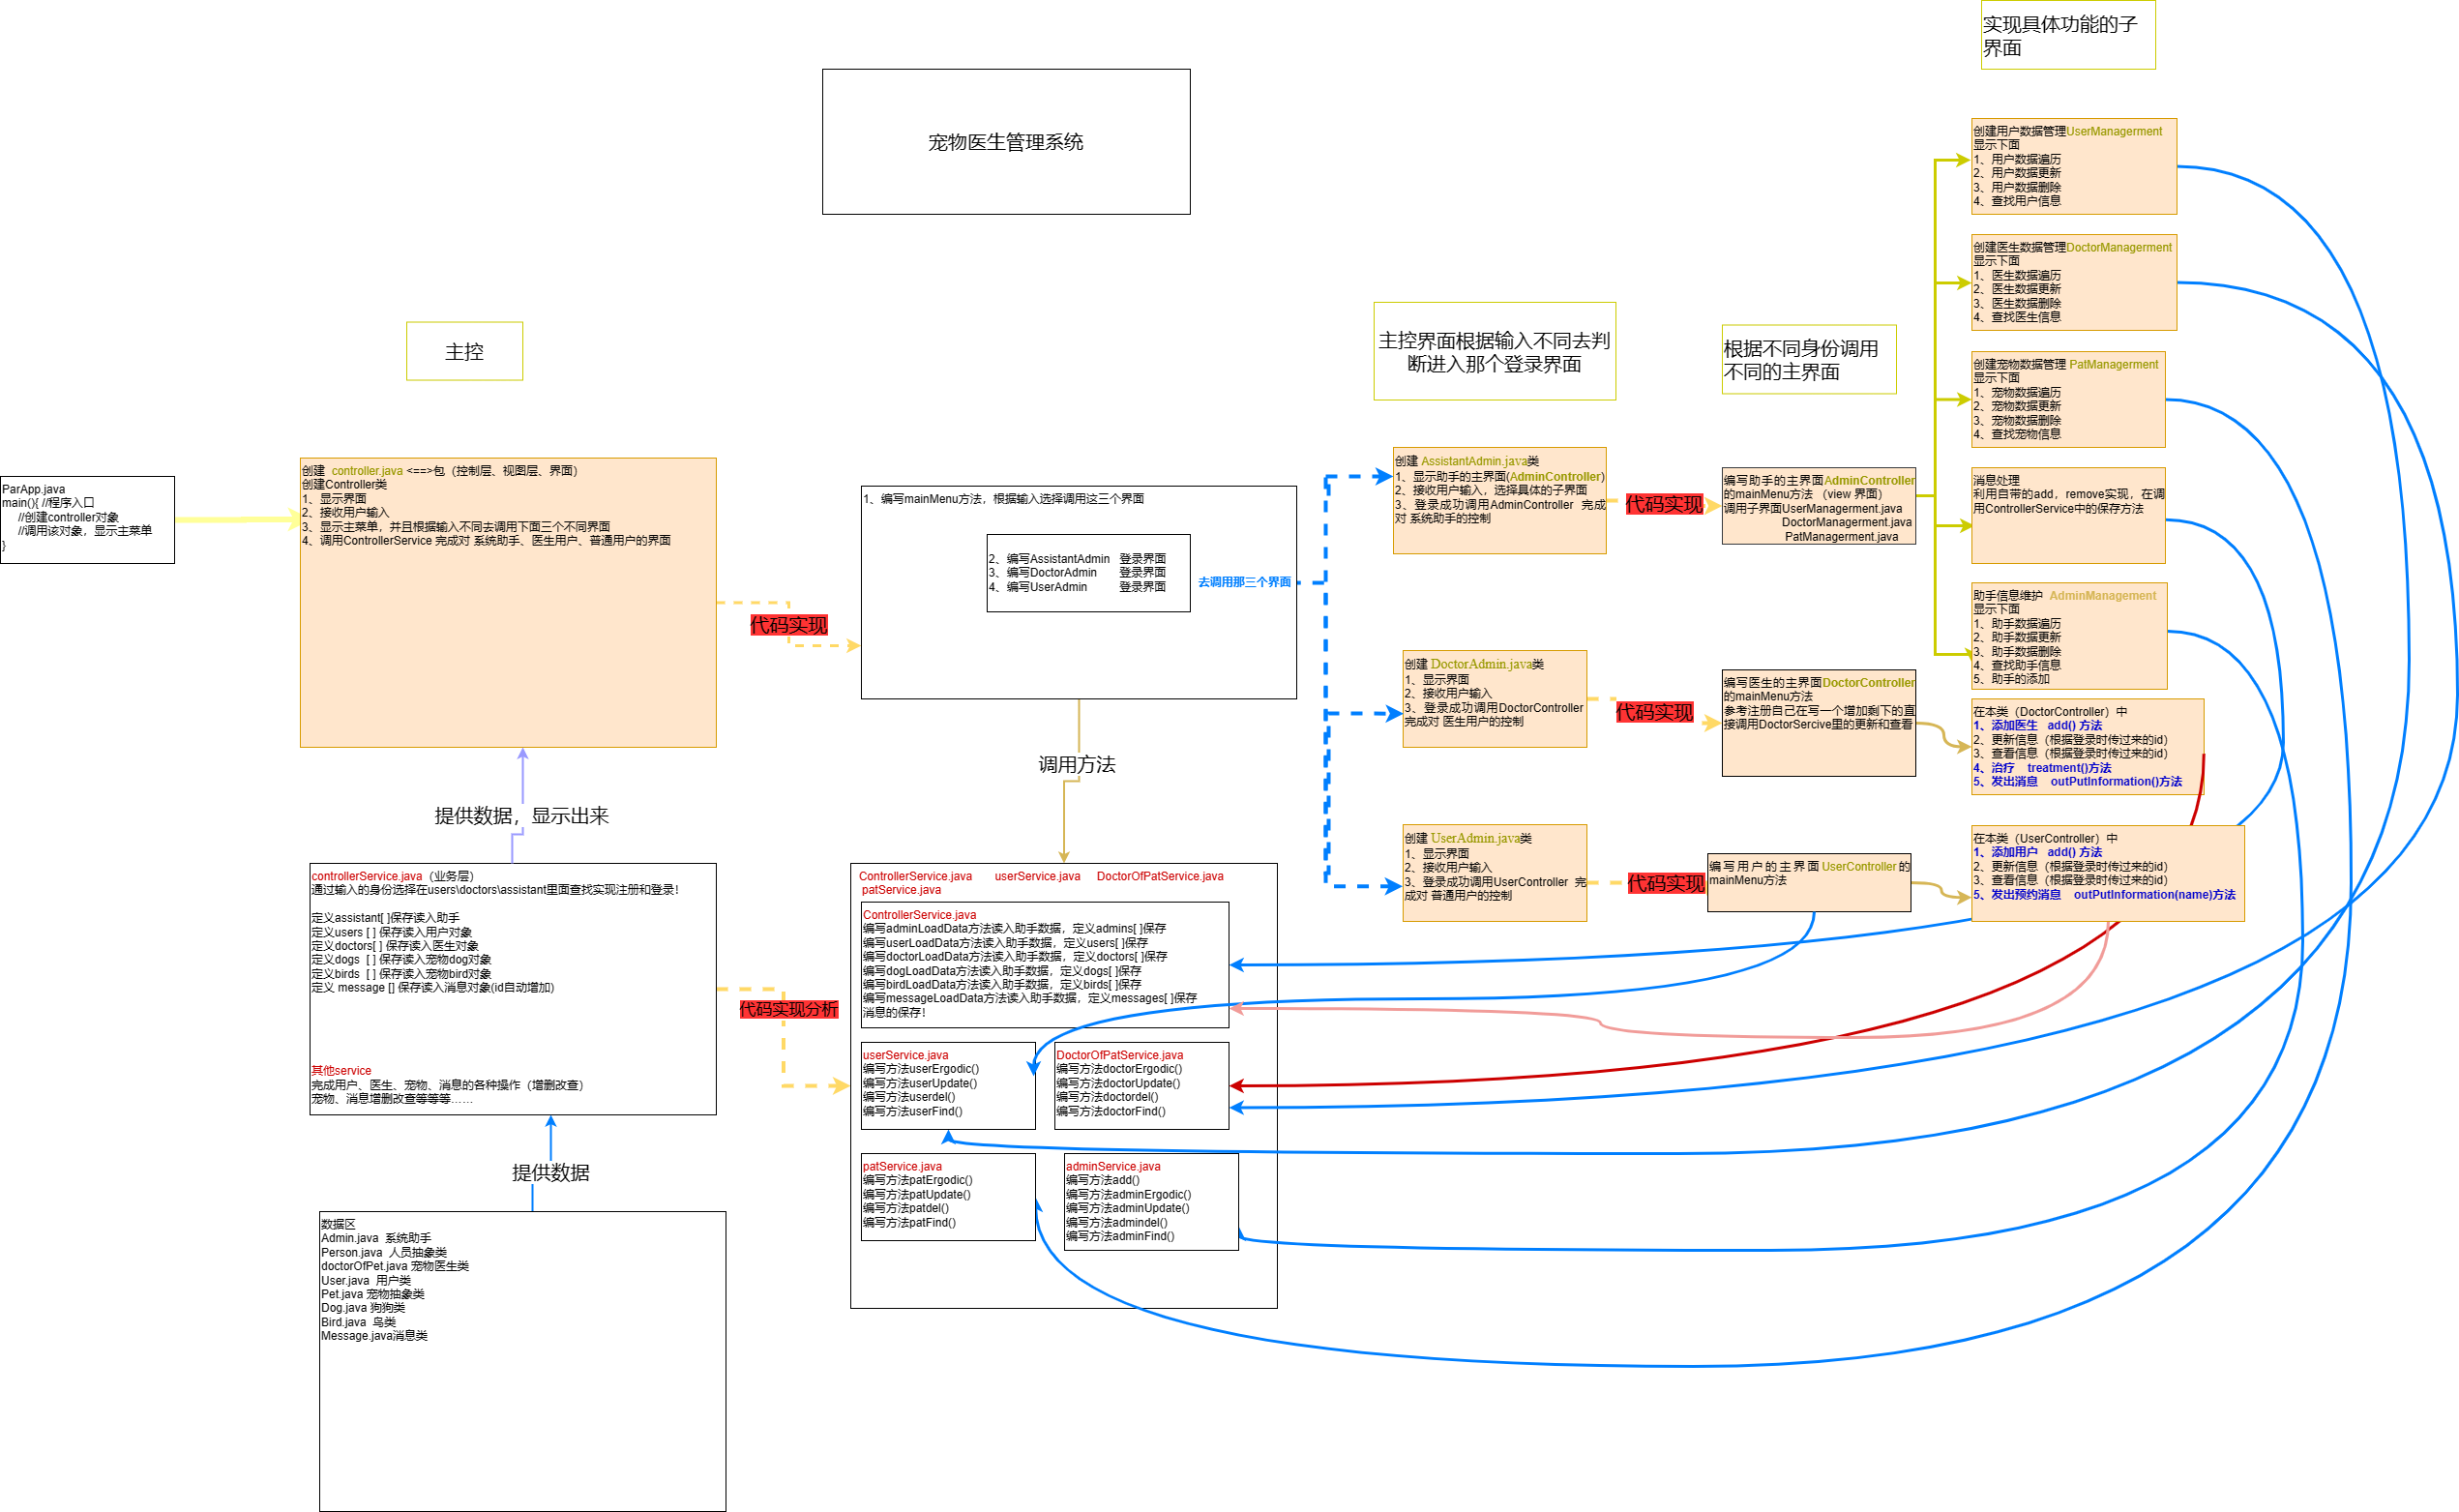 实现具体功能的子
界面
宠物医生管理系统
主控
主控界面根据输入不同去判
断进入那个登录界面
根据不同身份调用
不同的主界面
ParApp.java
main(){ //程序入口
//创建controller对象
//调用该对象，显示主菜单
}
创建  controller.java <==>包（控制层、视图层、界面）
创建Controller类
1、显示界面
2、接收用户输入
3、显示主菜单，并且根据输入不同去调用下面三个不同界面
4、调用ControllerService 完成对 系统助手、医生用户、普通用户的界面
代码实现
1、编写mainMenu方法，根据输入选择调用这三个界面
2、编写AssistantAdmin   登录界面
3、编写DoctorAdmin       登录界面
4、编写UserAdmin          登录界面
去调用那三个界面
调用方法
提供数据，显示出来
controllerService.java（业务层）
通过输入的身份选择在users\doctors\assistant里面查找实现注册和登录！
定义assistant[ ]保存读入助手
定义users [ ] 保存读入用户对象
定义doctors[ ] 保存读入医生对象
定义dogs  [ ] 保存读入宠物dog对象
定义birds  [ ] 保存读入宠物bird对象
定义 message [] 保存读入消息对象(id自动增加)
其他service
完成用户、医生、宠物、消息的各种操作（增删改查）
宠物、消息增删改查等等等……
代码实现分析
提供数据
数据区
Admin.java  系统助手
Person.java  人员抽象类
doctorOfPet.java 宠物医生类
User.java  用户类
Pet.java 宠物抽象类
Dog.java 狗狗类
Bird.java  鸟类
Message.java消息类
ControllerService.java       userService.java     DoctorOfPatService.java
patService.java
ControllerService.java
编写adminLoadData方法读入助手数据，定义admins[ ]保存
编写userLoadData方法读入助手数据，定义users[ ]保存
编写doctorLoadData方法读入助手数据，定义doctors[ ]保存
编写dogLoadData方法读入助手数据，定义dogs[ ]保存
编写birdLoadData方法读入助手数据，定义birds[ ]保存
编写messageLoadData方法读入助手数据，定义messages[ ]保存
消息的保存！
userService.java
编写方法userErgodic()
编写方法userUpdate()
编写方法userdel()
编写方法userFind()
DoctorOfPatService.java
编写方法doctorErgodic()
编写方法doctorUpdate()
编写方法doctordel()
编写方法doctorFind()
patService.java
编写方法patErgodic()
编写方法patUpdate()
编写方法patdel()
编写方法patFind()
adminService.java
编写方法add()
编写方法adminErgodic()
编写方法adminUpdate()
编写方法admindel()
编写方法adminFind()
创建 AssistantAdmin.java类
1、显示助手的主界面(AdminController)
2、接收用户输入，选择具体的子界面
3、登录成功调用AdminController  完成
对 系统助手的控制
代码实现
编写助手的主界面AdminController
的mainMenu方法 （view 界面）
调用子界面UserManagerment.java
DoctorManagerment.java
PatManagerment.java
创建 DoctorAdmin.java类
1、显示界面
2、接收用户输入
3、登录成功调用DoctorController
完成对 医生用户的控制
代码实现
编写医生的主界面DoctorController
的mainMenu方法
参考注册自己在写一个增加剩下的直
接调用DoctorSercive里的更新和查看
创建 UserAdmin.java类
1、显示界面
2、接收用户输入
3、登录成功调用UserController  完
成对 普通用户的控制
代码实现
编写用户的主界面UserController的
mainMenu方法
创建用户数据管理UserManagerment
显示下面
1、用户数据遍历
2、用户数据更新
3、用户数据删除
4、查找用户信息
创建医生数据管理DoctorManagerment
显示下面
1、医生数据遍历
2、医生数据更新
3、医生数据删除
4、查找医生信息
创建宠物数据管理 PatManagerment
显示下面
1、宠物数据遍历
2、宠物数据更新
3、宠物数据删除
4、查找宠物信息
消息处理
利用自带的add，remove实现，在调
用ControllerService中的保存方法
助手信息维护  AdminManagement
显示下面
1、助手数据遍历
2、助手数据更新
3、助手数据删除
4、查找助手信息
5、助手的添加
在本类（DoctorController）中
1、添加医生   add() 方法
2、更新信息（根据登录时传过来的id）
3、查看信息（根据登录时传过来的id）
4、治疗    treatment()方法
5、发出消息    outPutInformation()方法
在本类（UserController）中
1、添加用户   add() 方法
2、更新信息（根据登录时传过来的id）
3、查看信息（根据登录时传过来的id）
5、发出预约消息    outPutInformation(name)方法